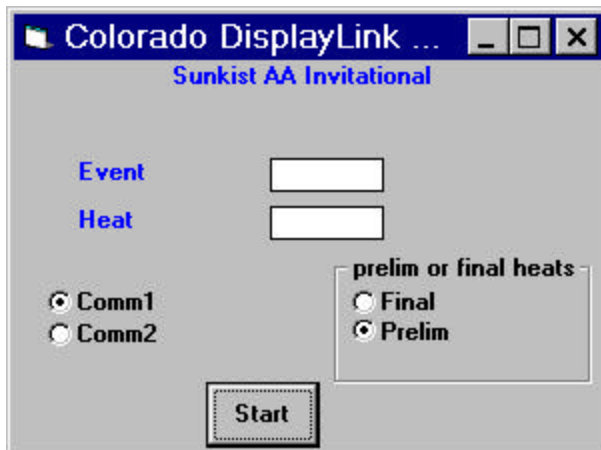 Colorado DisplayLink ...
Sunkist AA Invitational
Event
Heat
prelim or final heats
Comm1
Final
Comm2
Prelim
Start